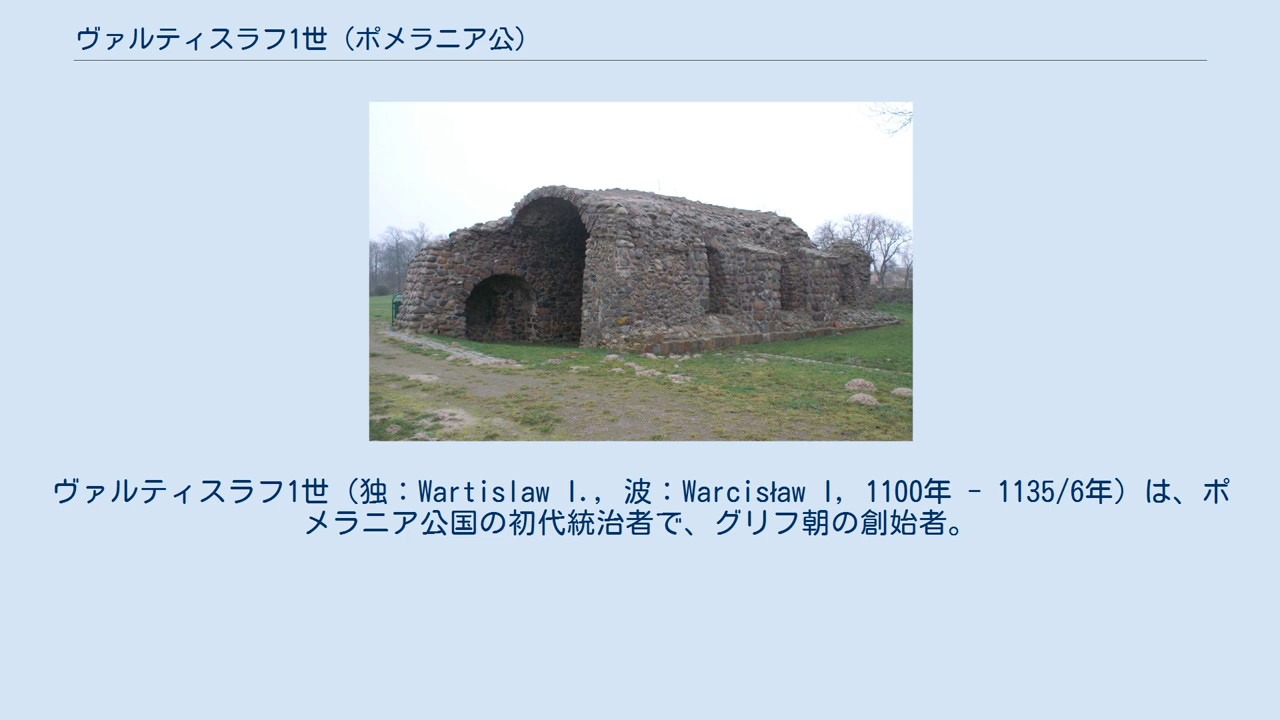 ヴァルティスラフ1世（ポメラニア公）
ヴァルティスラフ1世（独：Wartislaw I., 波：Warcisław I, 1100年 - 1135/6年）は、ポ
メラニア公国の初代統治者で、グリフ朝の創始者。